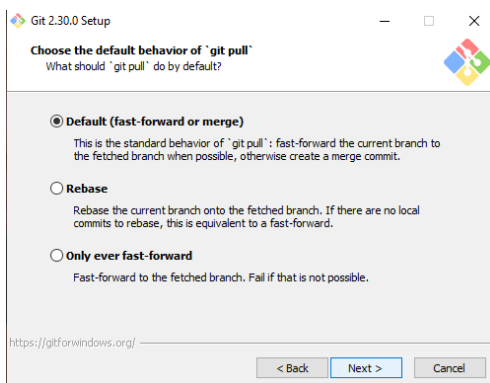 Git 2.30.0 Setup
Choose the default behavior of `git pull`
What should `git pull` do by default?
Default (fast-forward or merge)
This is the standard behavior of `git pull`: fast-forward the current branch to
the fetched branch when possible, otherwise create a merge commit.
Rebase
Rebase the current branch onto the fetched branch. If there are no local
commits to rebase, this is equivalent to a fast-forward.
Only ever fast-forward
Fast-forward to the fetched branch. Fail if that is not possible.
https://gitforwindows.org/
< Back
Next >
Cancel